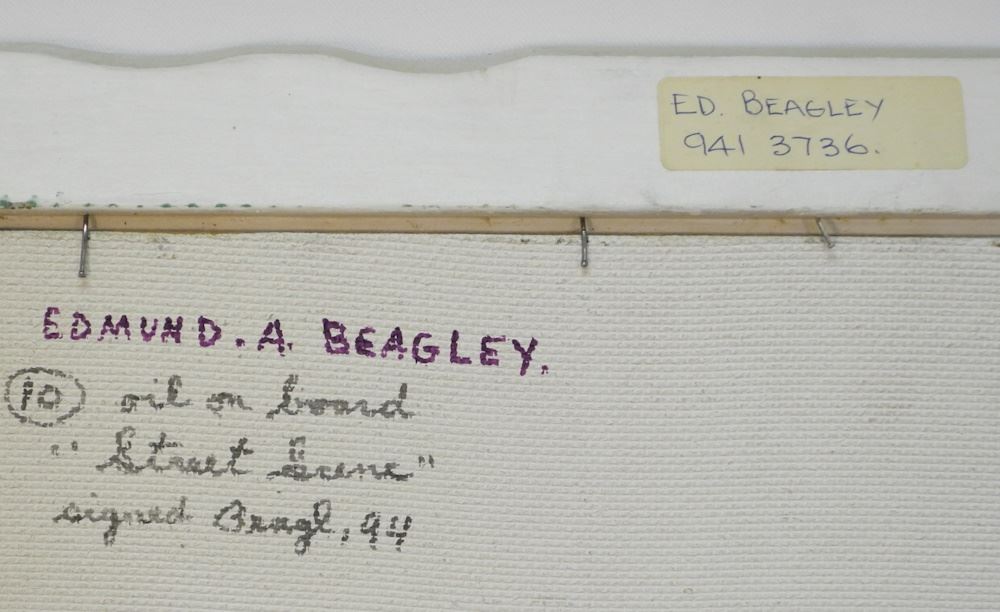 ED. BEAGLEY
941 3736.
EDMUND. A. BEAGLEY.
10 oil on board
"Street Scene"
signed Beagl, 94